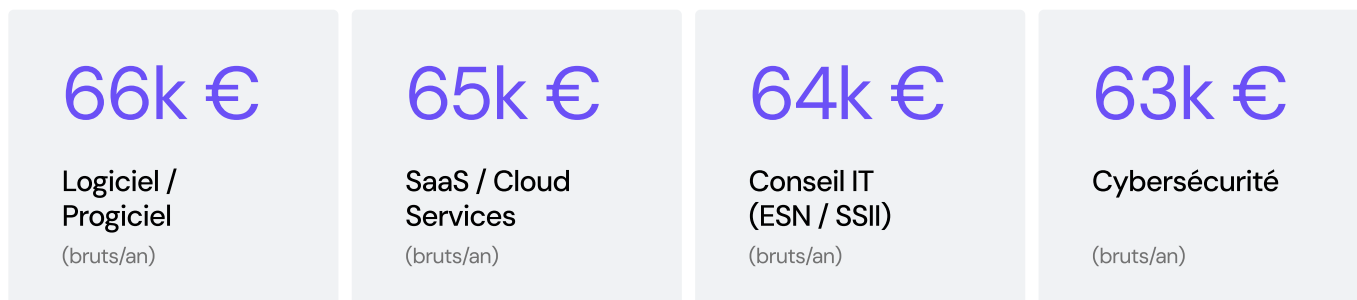 66k €
Logiciel /
Progiciel
(bruts/an)
65k €
SaaS / Cloud
Services
(bruts/an)
64k €
Conseil IT
(ESN / SSII)
(bruts/an)
63k €
Cybersécurité
(bruts/an)